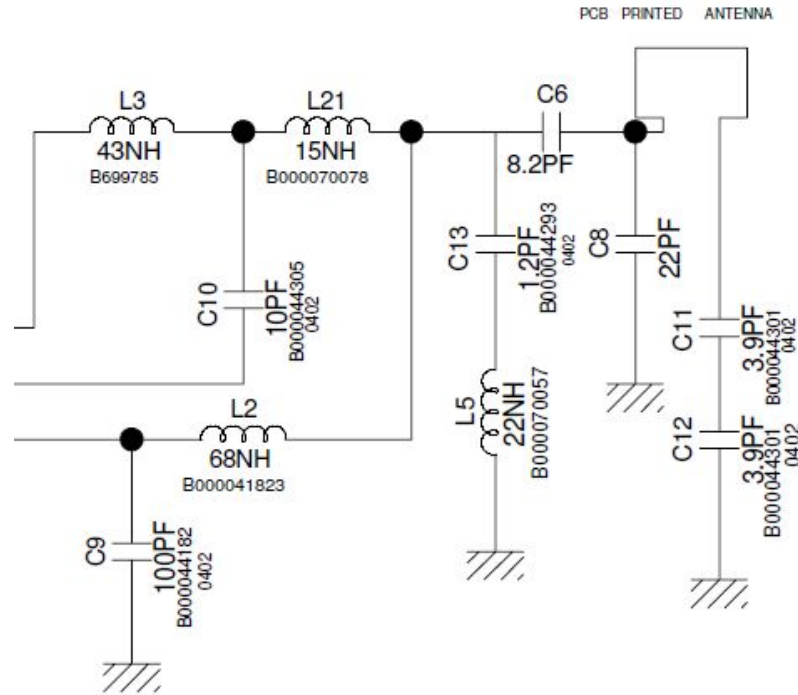 PCB PRINTED ANTENNA
L3
43NH
B699785
L21
15NH
B000070078
C6
8.2PF
C10
10PF
B000044305
0402
C13
1.2PF
B000044293
0402
C8
22PF
C11
3.9PF
B000044301
0402
L5
22NH
B000070057
C12
3.9PF
B000044301
0402
L2
68NH
B000041823
C9
100PF
B000044182
0402